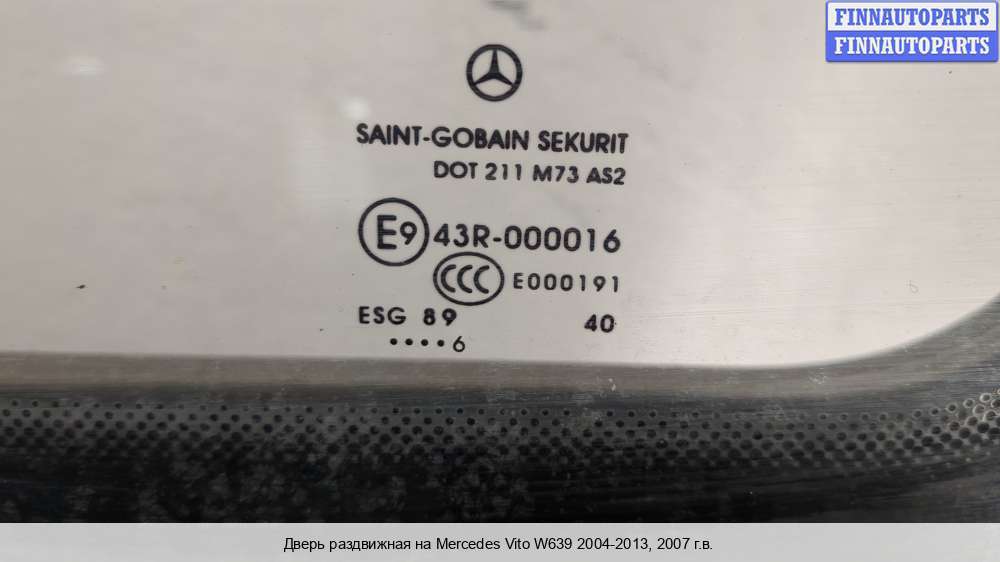 FINNAUTOPARTS
FINNAUTOPARTS
SAINT-GOBAIN SEKURIT
DOT 211 M73 AS2
E9 43R-000016
CCC E000191
ESG 89 40
••••6
Дверь раздвижная на Mercedes Vito W639 2004-2013, 2007 г.в.